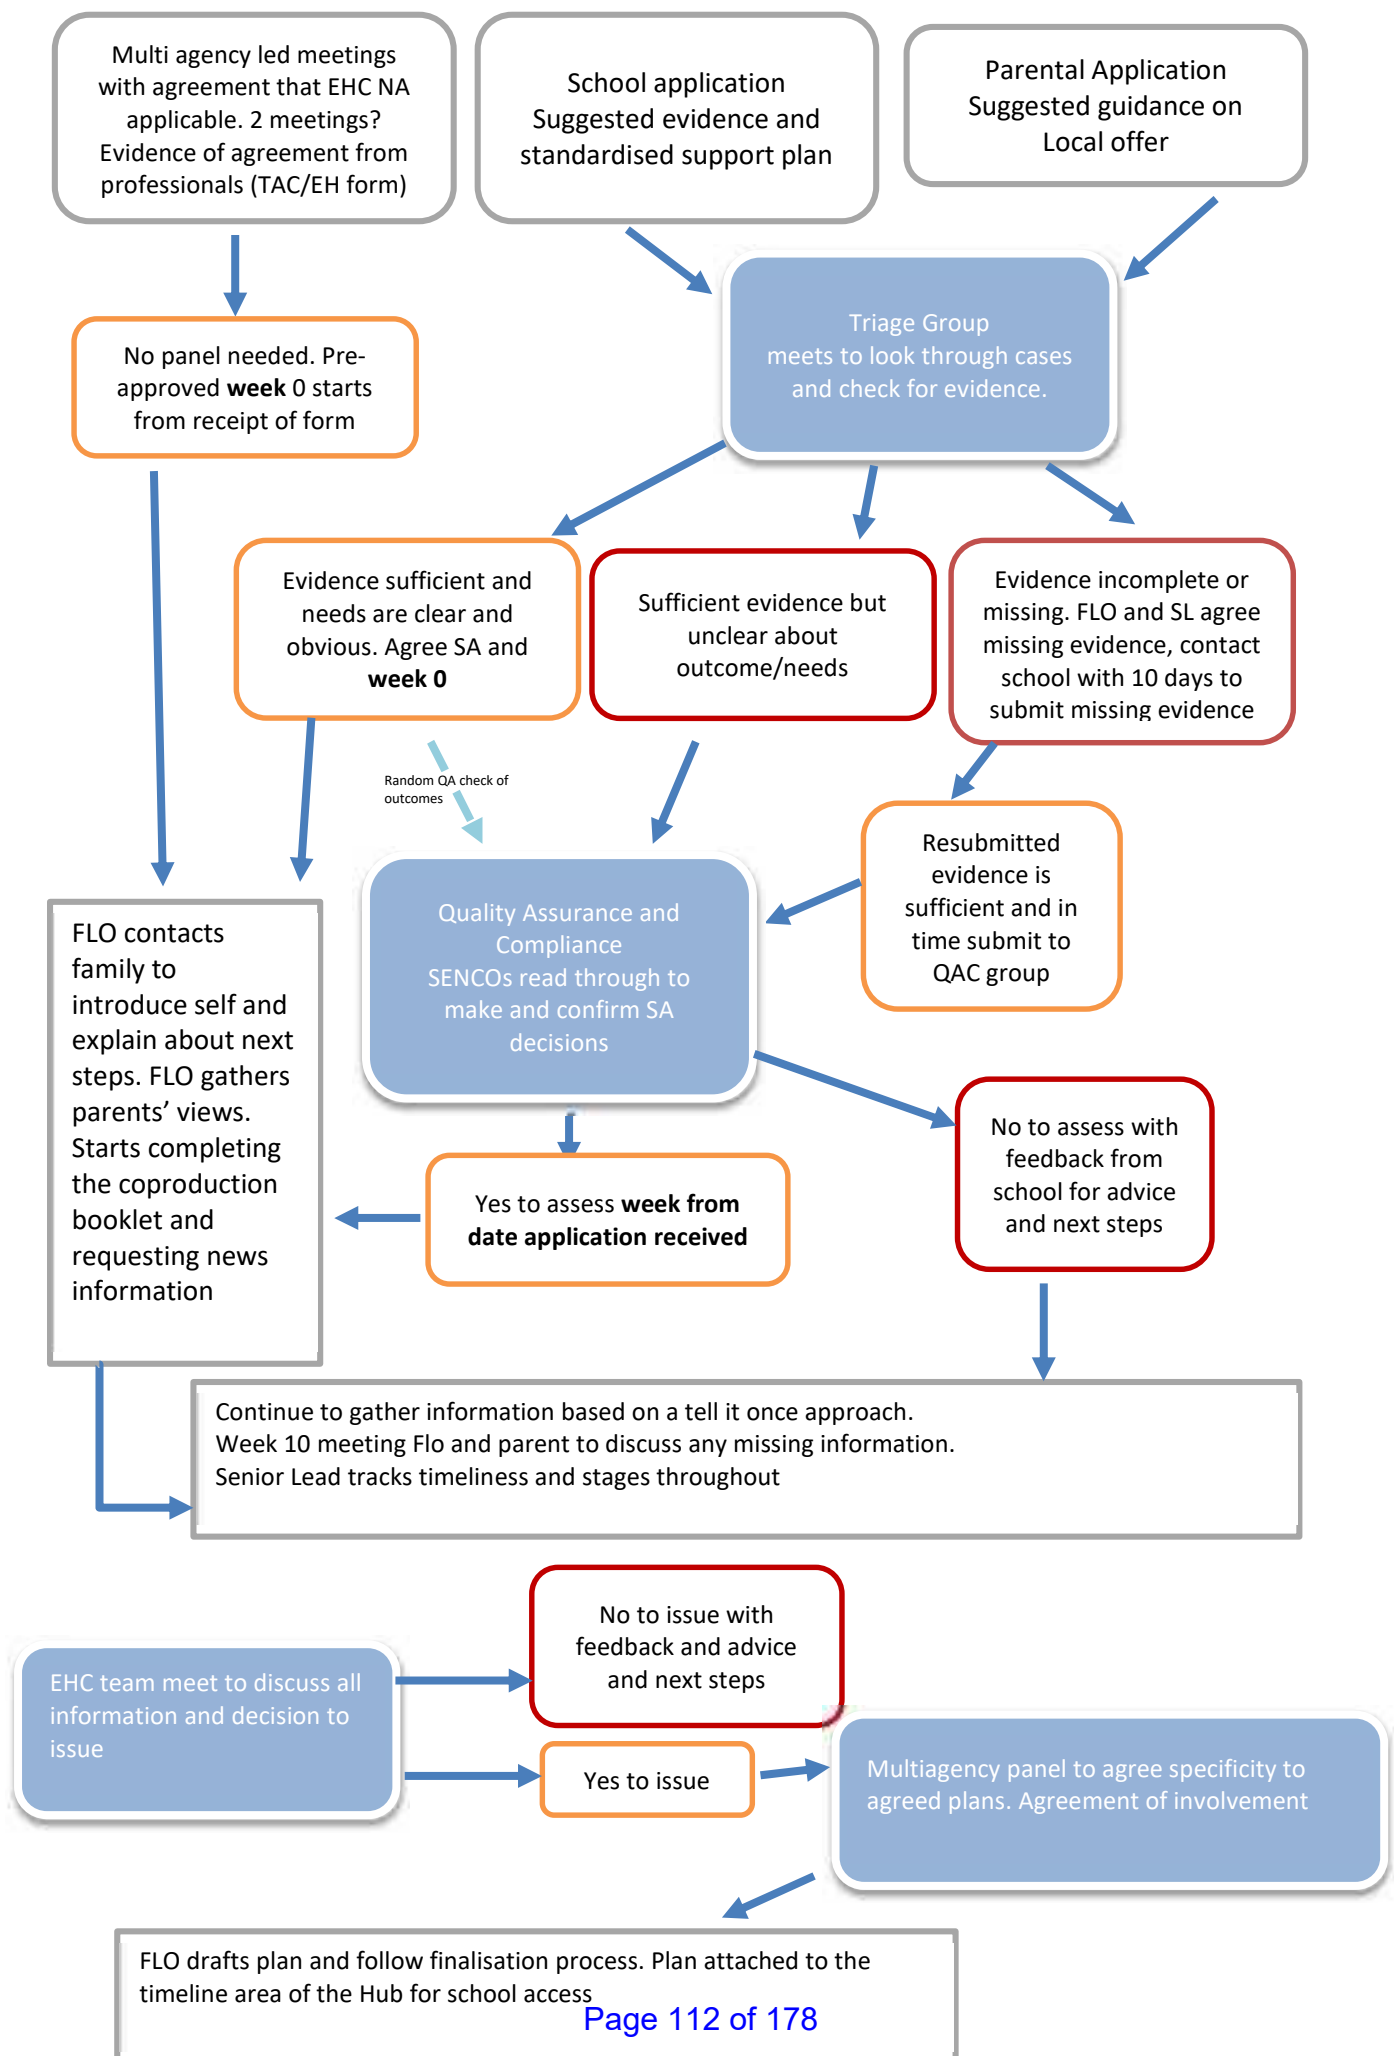 Multi agency led meetings
with agreement that EHC NA
applicable. 2 meetings?
Evidence of agreement from
professionals (TAC/EH form)
School application
Suggested evidence and
standardised support plan
Parental Application
Suggested guidance on
Local offer
No panel needed. Pre-
approved week 0 starts
from receipt of form
Triage Group
meets to look through cases
and check for evidence.
Evidence sufficient and
needs are clear and
obvious. Agree SA and
week 0
Sufficient evidence but
unclear about
outcome/needs
Evidence incomplete or
missing. FLO and SL agree
missing evidence, contact
school with 10 days to
submit missing evidence
Random QA check of
outcomes
Resubmitted
evidence is
sufficient and in
time submit to
QAC group
Quality Assurance and
Compliance
SENCOs read through to
make and confirm SA
decisions
FLO contacts
family to
introduce self and
explain about next
steps. FLO gathers
parents’ views.
Starts completing
the coproduction
booklet and
requesting news
information
Yes to assess week from
date application received
No to assess with
feedback from
school for advice
and next steps
Continue to gather information based on a tell it once approach.
Week 10 meeting Flo and parent to discuss any missing information.
Senior Lead tracks timeliness and stages throughout
No to issue with
feedback and advice
and next steps
EHC team meet to discuss all
information and decision to
issue
Yes to issue
Multiagency panel to agree specificity to
agreed plans. Agreement of involvement
FLO drafts plan and follow finalisation process. Plan attached to the
timeline area of the Hub for school access
Page 112 of 178